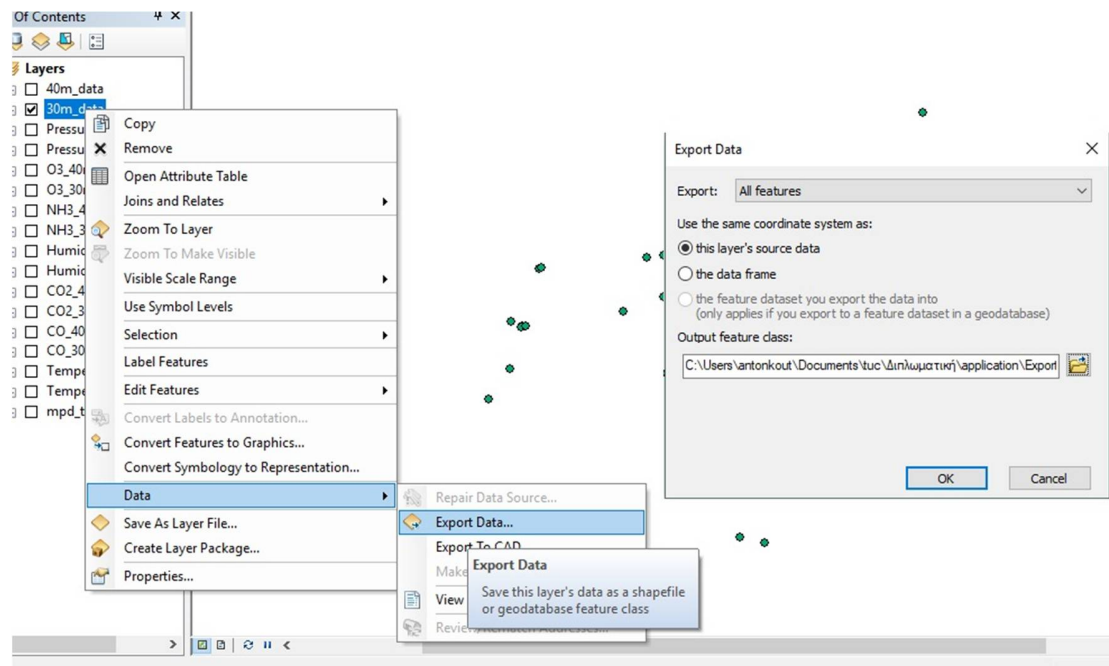 Of Contents
Layers
40m_data
30m_data
Pressu
Pressu
O3_40
O3_30
NH3_4
NH3_3
Humid
Humid
CO2_4
CO2_3
CO_40
CO_30
Tempe
Tempe
mpd_t
Copy
Remove
Open Attribute Table
Joins and Relates
Zoom To Layer
Zoom To Make Visible
Visible Scale Range
Use Symbol Levels
Selection
Label Features
Edit Features
Convert Labels to Annotation...
Convert Features to Graphics...
Convert Symbology to Representation...
Data
Save As Layer File...
Create Layer Package...
Properties...
Repair Data Source...
Export Data...
Export To CAD
Make
View
Export Data
Save this layer's data as a shapefile
or geodatabase feature class
Export Data
Export: All features
Use the same coordinate system as:
this layer's source data
the data frame
the feature dataset you export the data into
(only applies if you export to a feature dataset in a geodatabase)
Output feature class:
C:\Users\antonkout\Documents\tuc\Διπλωματική\application\Export
OK Cancel